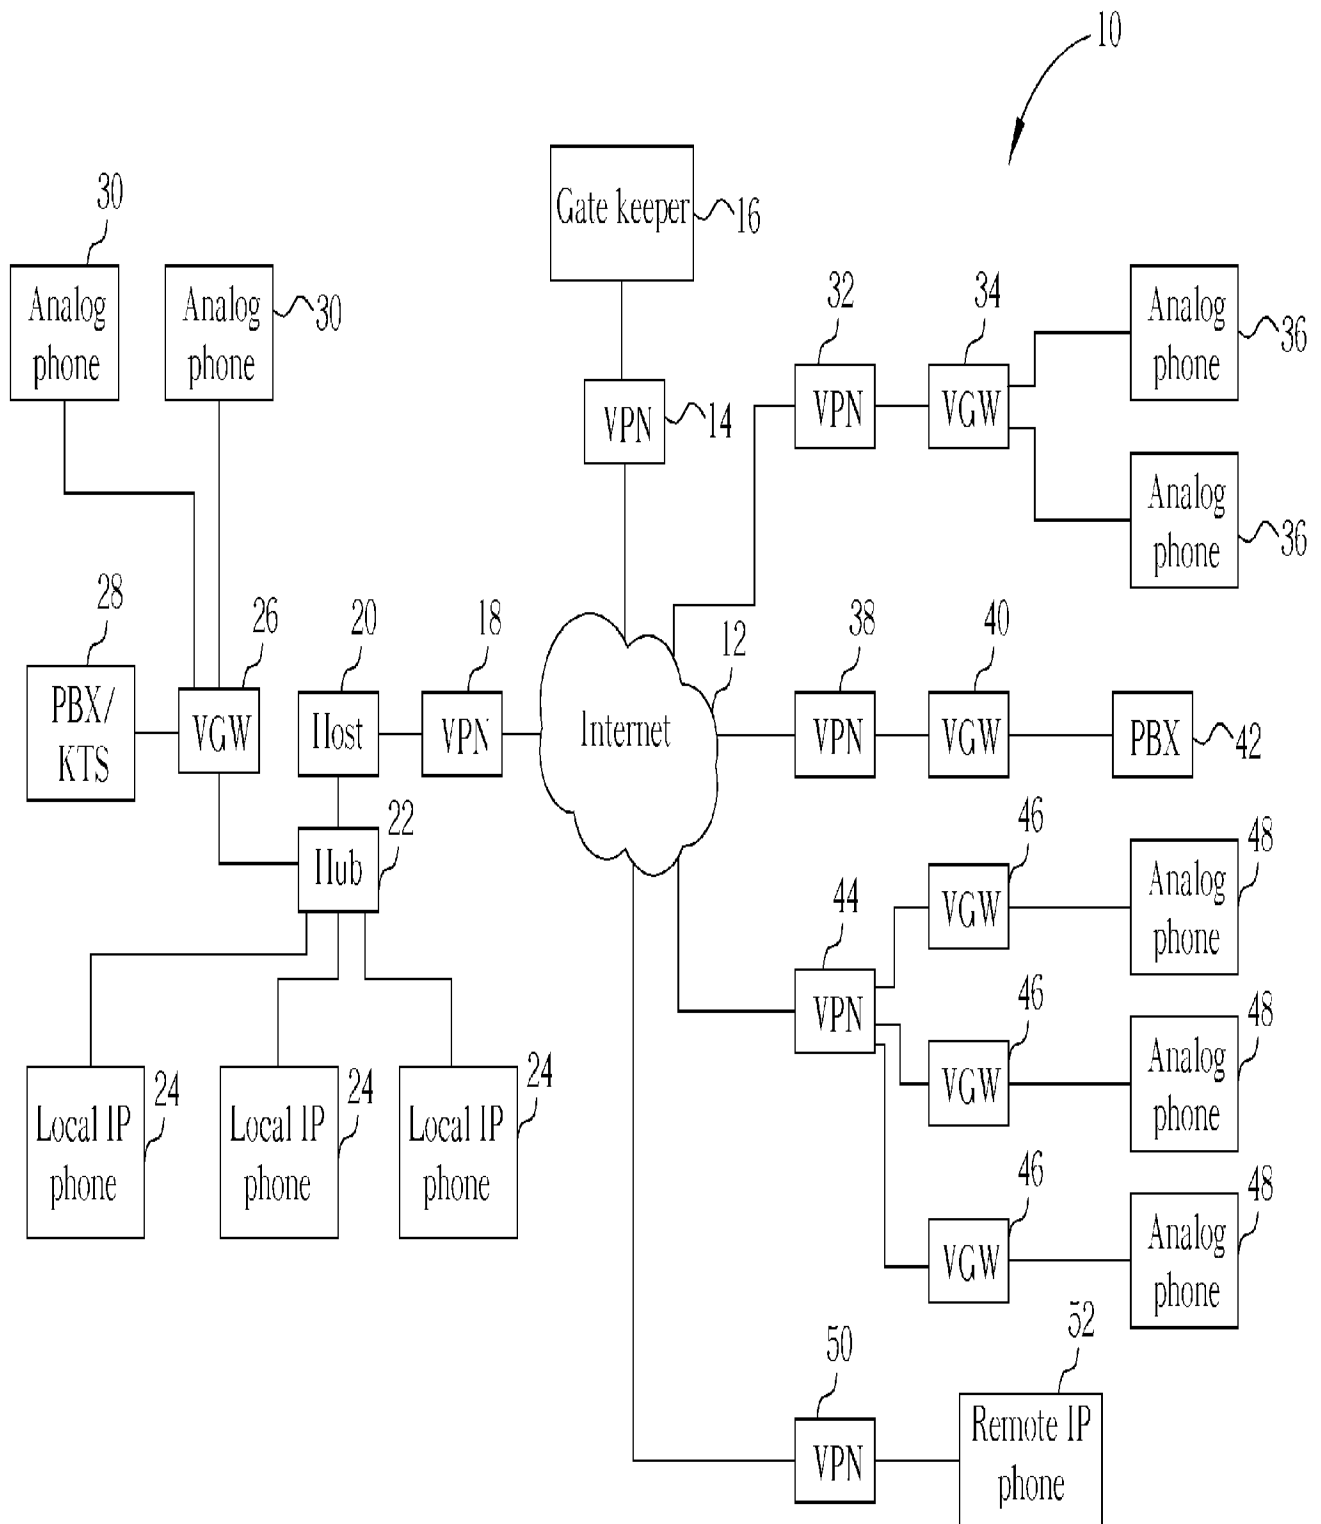 10
30
Gate keeper
16
Analog
phone
Analog
phone
30
32
34
Analog
phone
36
VPN
14
VPN
VGW
Analog
phone
36
28
26
20
18
12
38
40
PBX/
KTS
VGW
Host
VPN
Internet
VPN
VGW
PBX
42
22
Hub
46
48
VGW
Analog
phone
44
VPN
46
48
VGW
Analog
phone
24
24
24
Local IP
phone
Local IP
phone
Local IP
phone
46
48
VGW
Analog
phone
50
52
VPN
Remote IP
phone